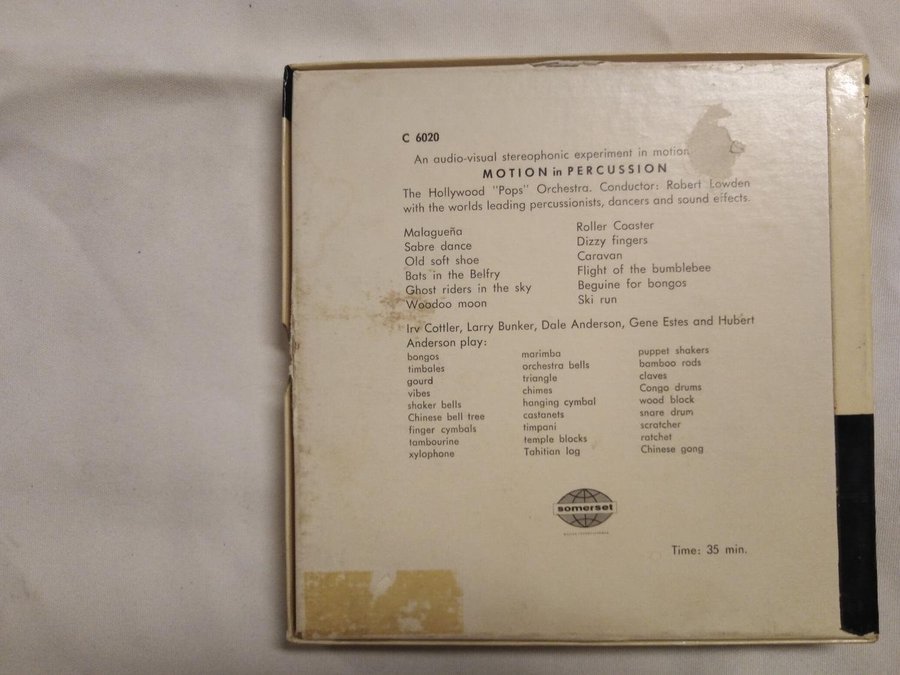 C 6020
An audio-visual stereophonic experiment in motion
MOTION in PERCUSSION
The Hollywood "Pops" Orchestra. Conductor: Robert Lowden
with the worlds leading percussionists, dancers and sound effects.
Malagueña
Sabre dance
Old soft shoe
Bats in the Belfry
Ghost riders in the sky
Woodoo moon
Roller Coaster
Dizzy fingers
Caravan
Flight of the bumblebee
Beguine for bongos
Ski run
Irv Cottler, Larry Bunker, Dale Anderson, Gene Estes and Hubert
Anderson play:
bongos
timbales
gourd
vibes
shaker bells
Chinese bell tree
finger cymbals
tambourine
xylophone
marimba
orchestra bells
triangle
chimes
hanging cymbal
castanets
timpani
temple blocks
Tahitian log
puppet shakers
bamboo rods
claves
Congo drums
wood block
snare drum
scratcher
ratchet
Chinese gong
somerset
Time: 35 min.